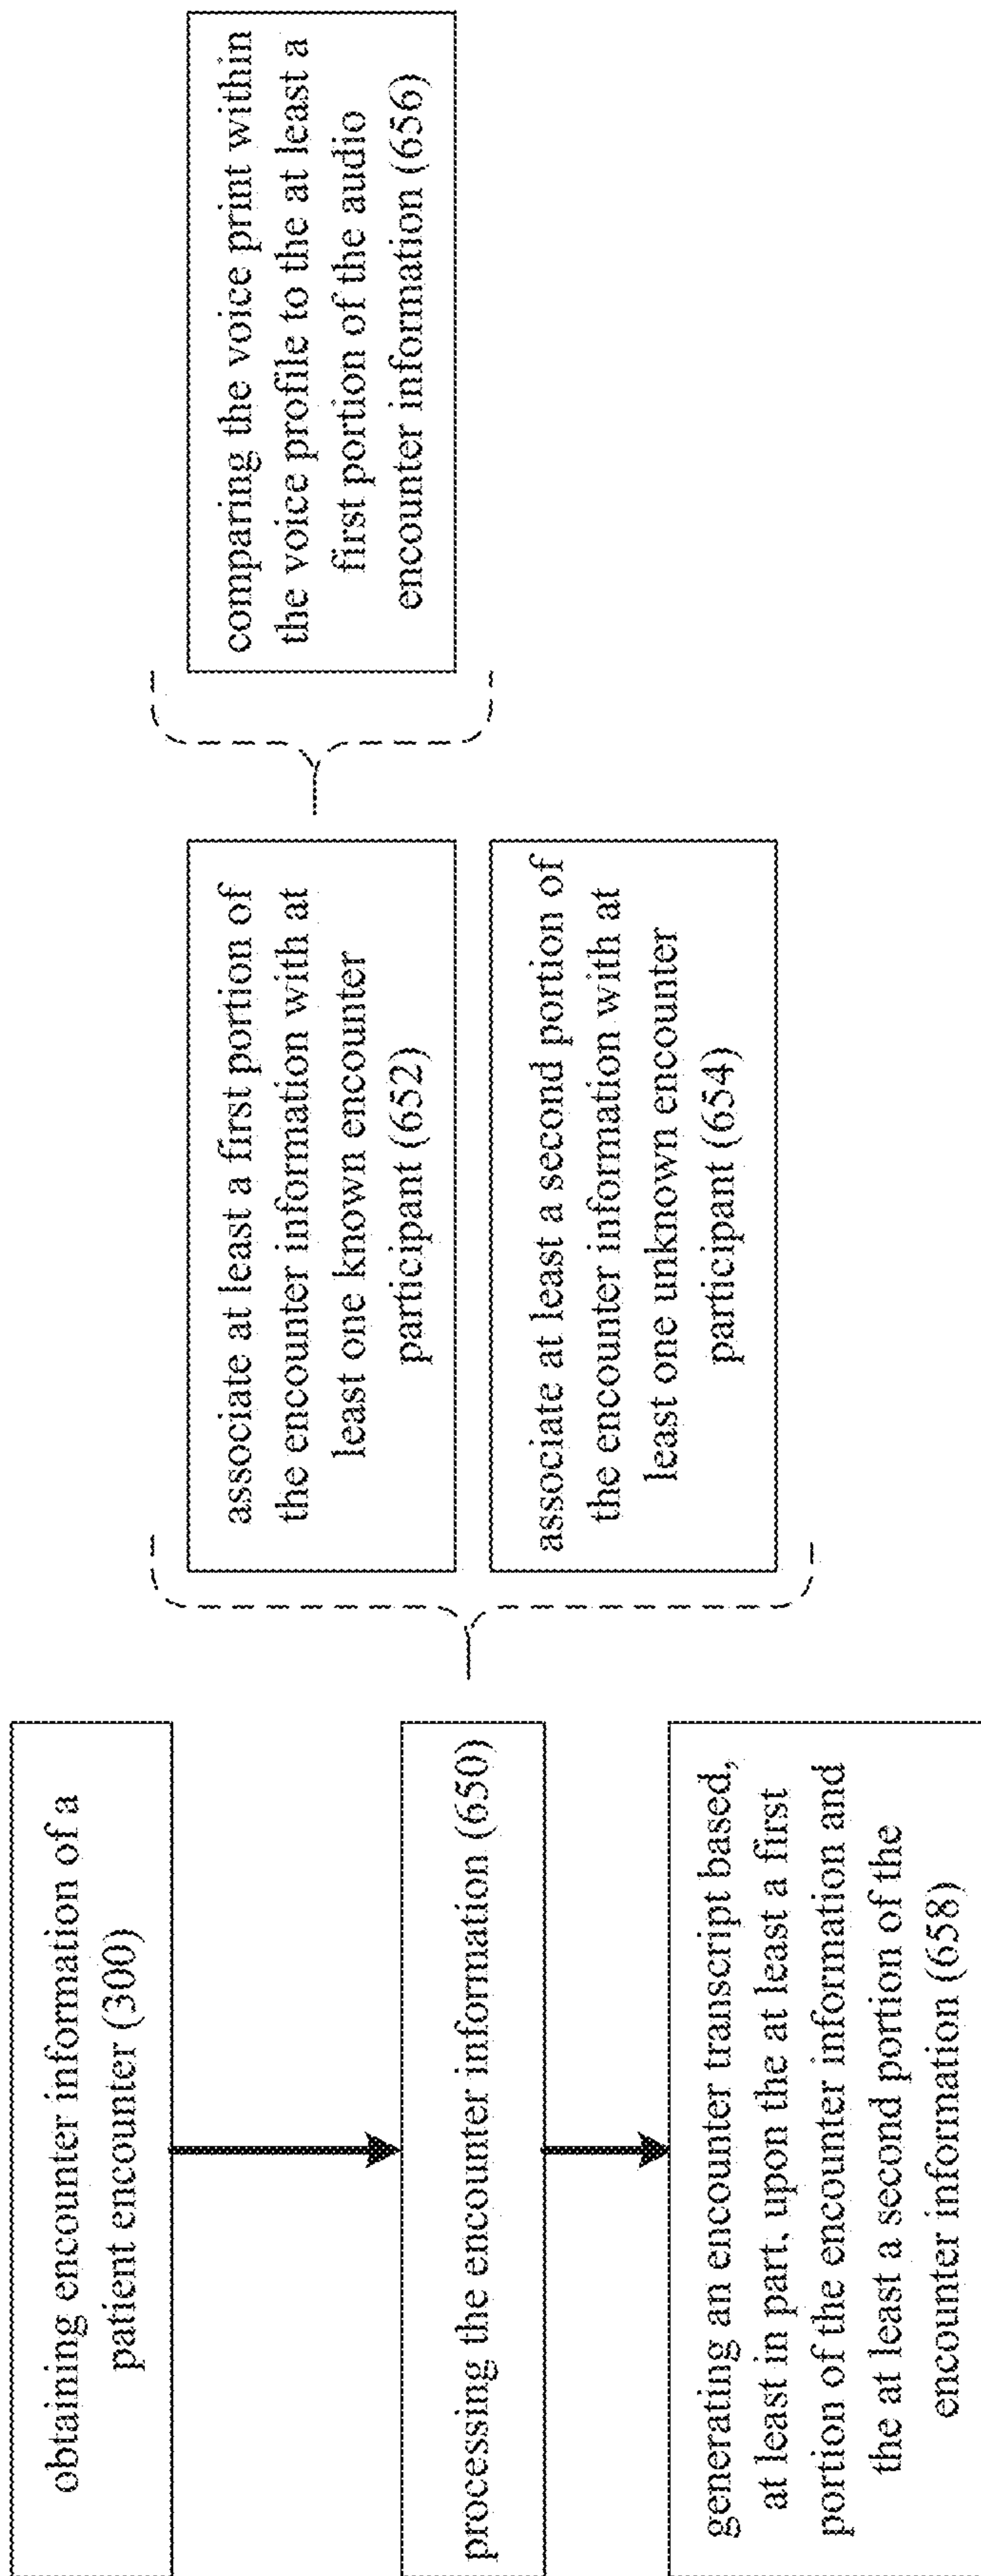 obtaining encounter information of a
patient encounter (300)
processing the encounter information (650)
generating an encounter transcript based,
at least in part, upon the at least a first
portion of the encounter information and
the at least a second portion of the
encounter information (658)
associate at least a first portion of
the encounter information with at
least one known encounter
participant (652)
associate at least a second portion of
the encounter information with at
least one unknown encounter
participant (654)
comparing the voice print within
the voice profile to the at least a
first portion of the audio
encounter information (656)